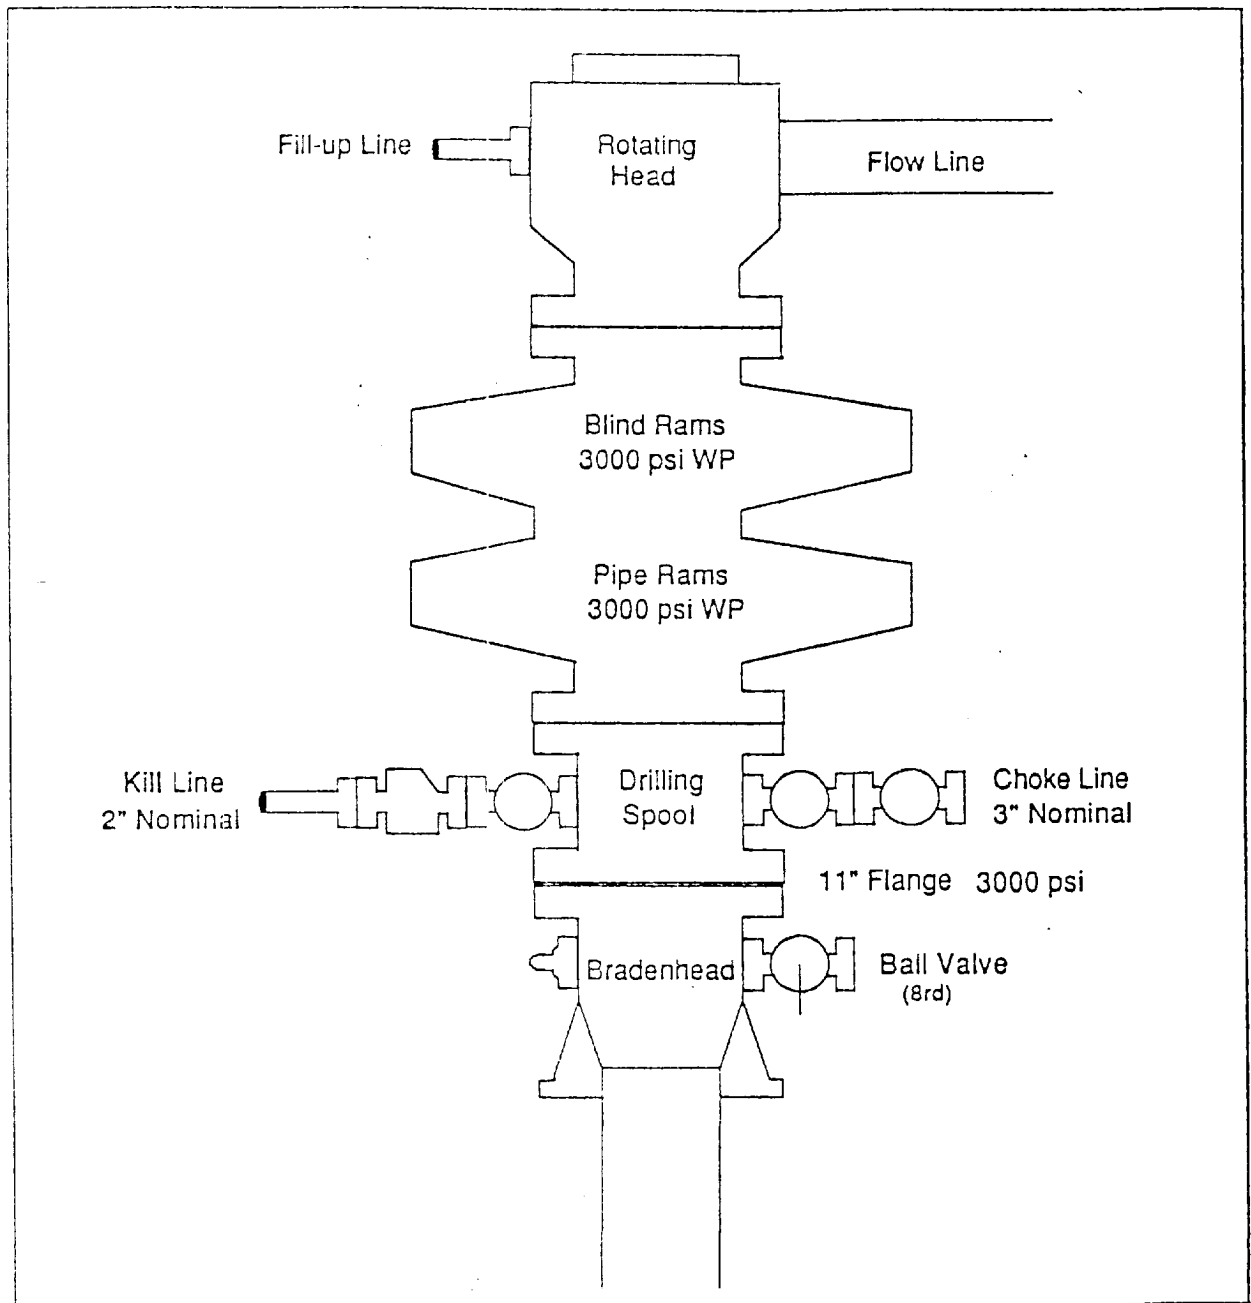 Fill-up Line
Rotating
Head
Flow Line
Blind Rams
3000 psi WP
Pipe Rams
3000 psi WP
Kill Line
2" Nominal
Drilling
Spool
Choke Line
3" Nominal
11" Flange 3000 psi
Bradenhead
Ball Valve
(8rd)